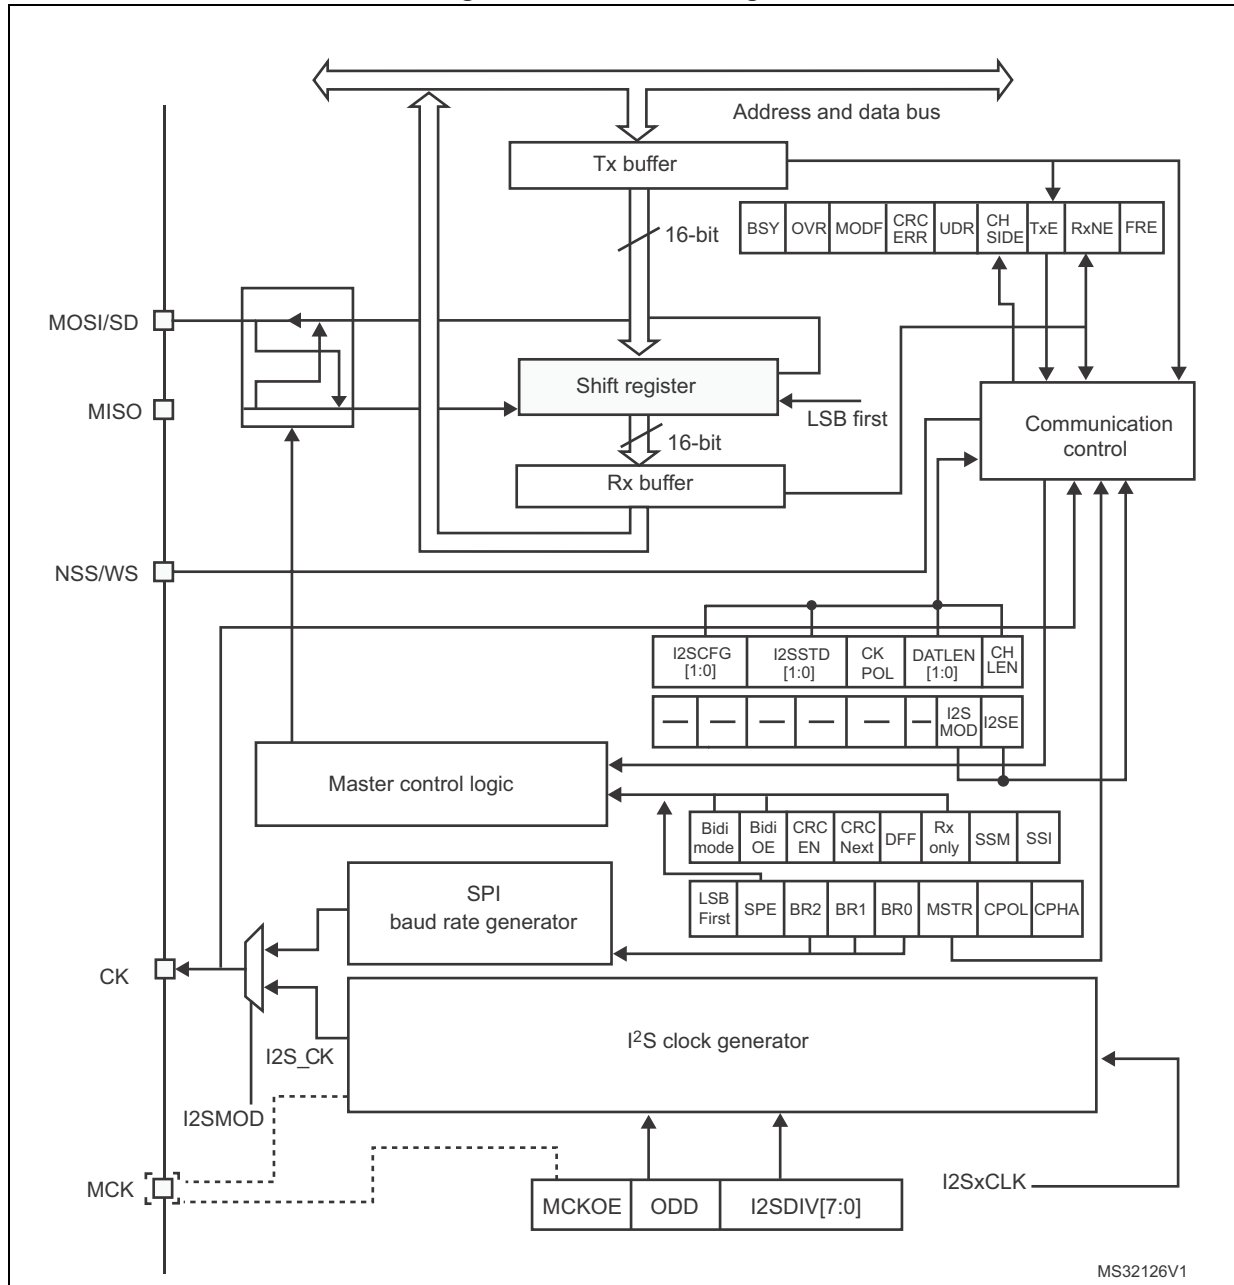 Address and data bus
Tx buffer
16-bit
BSY OVR MODF CRC ERR UDR CH SIDE TxE RxNE FRE
MOSI/SD
Shift register
MISO
LSB first
Communication
control
16-bit
Rx buffer
NSS/WS
I2SCFG [1:0] I2SSTD [1:0] CK POL DATLEN [1:0] CH LEN
— — — — — — I2S MOD I2SE
Master control logic
Bidi mode Bidi OE CRC EN CRC Next DFF Rx only SSM SSI
LSB First SPE BR2 BR1 BR0 MSTR CPOL CPHA
SPI
baud rate generator
CK
I2S clock generator
I2S_CK
I2SMOD
MCK
I2SxCLK
MCKOE ODD I2SDIV[7:0]
MS32126V1